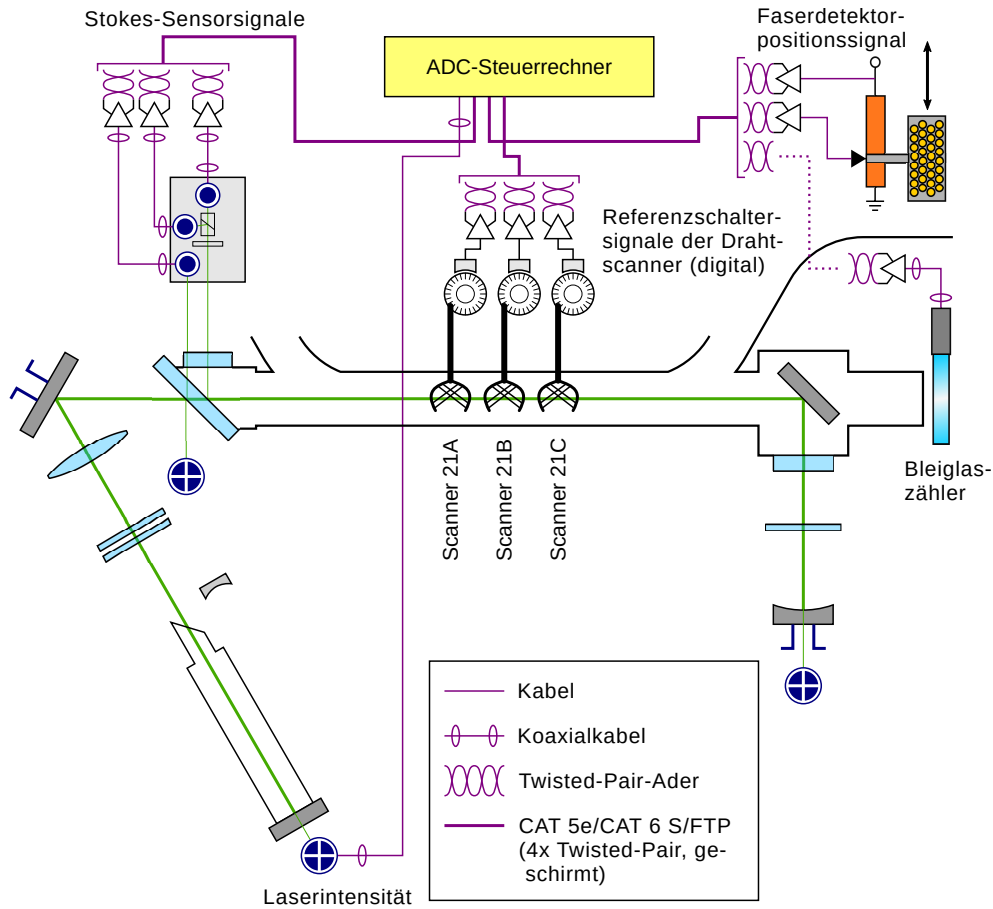 Stokes-Sensorsignale
Faserdetektor-
positionssignal
ADC-Steuerrechner
Referenzschalter-
signale der Draht-
scanner (digital)
Scanner 21A
Scanner 21B
Scanner 21C
Bleiglas-
zähler
Kabel
Koaxialkabel
Twisted-Pair-Ader
CAT 5e/CAT 6 S/FTP
(4x Twisted-Pair, ge-
schirmt)
Laserintensität